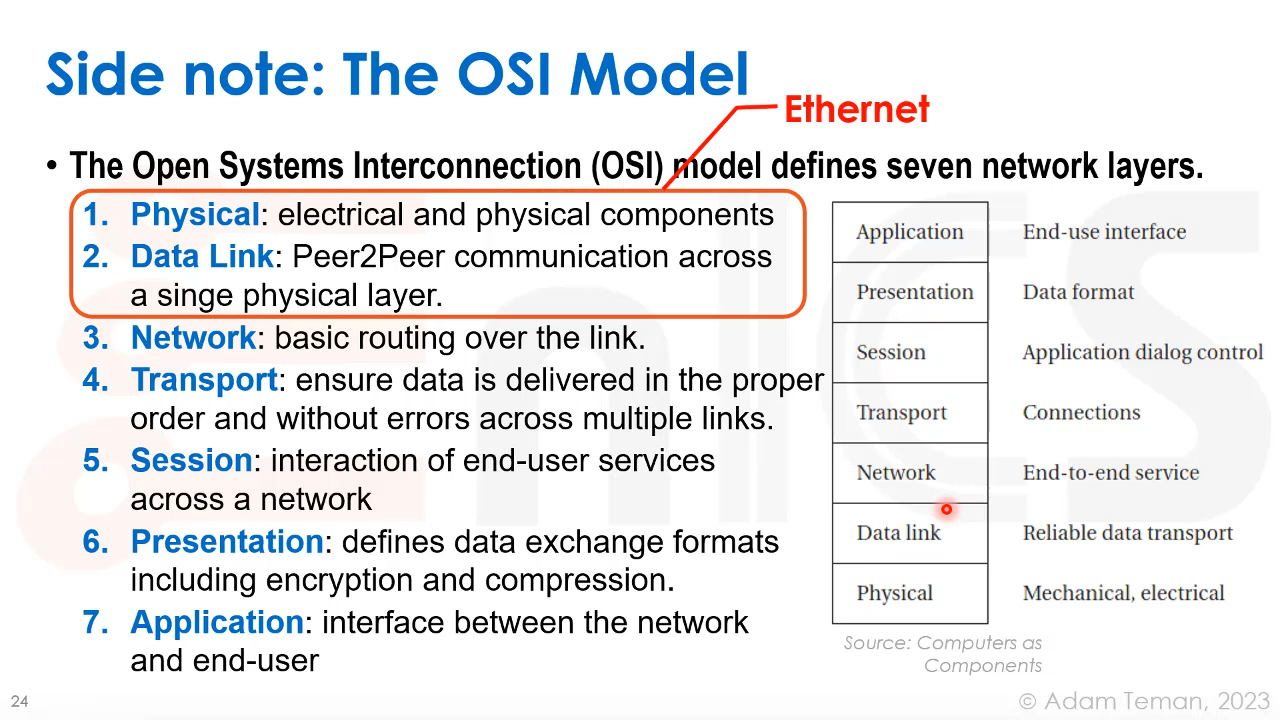 Side note: The OSI Model
Ethernet
• The Open Systems Interconnection (OSI) model defines seven network layers.
1. Physical: electrical and physical components
2. Data Link: Peer2Peer communication across
a singe physical layer.
3. Network: basic routing over the link.
4. Transport: ensure data is delivered in the proper
order and without errors across multiple links.
5. Session: interaction of end-user services
across a network
6. Presentation: defines data exchange formats
including encryption and compression.
7. Application: interface between the network
and end-user
Application End-use interface
Presentation Data format
Session Application dialog control
Transport Connections
Network End-to-end service
Data link Reliable data transport
Physical Mechanical, electrical
Source: Computers as
Components
24
© Adam Teman, 2023
EnICS